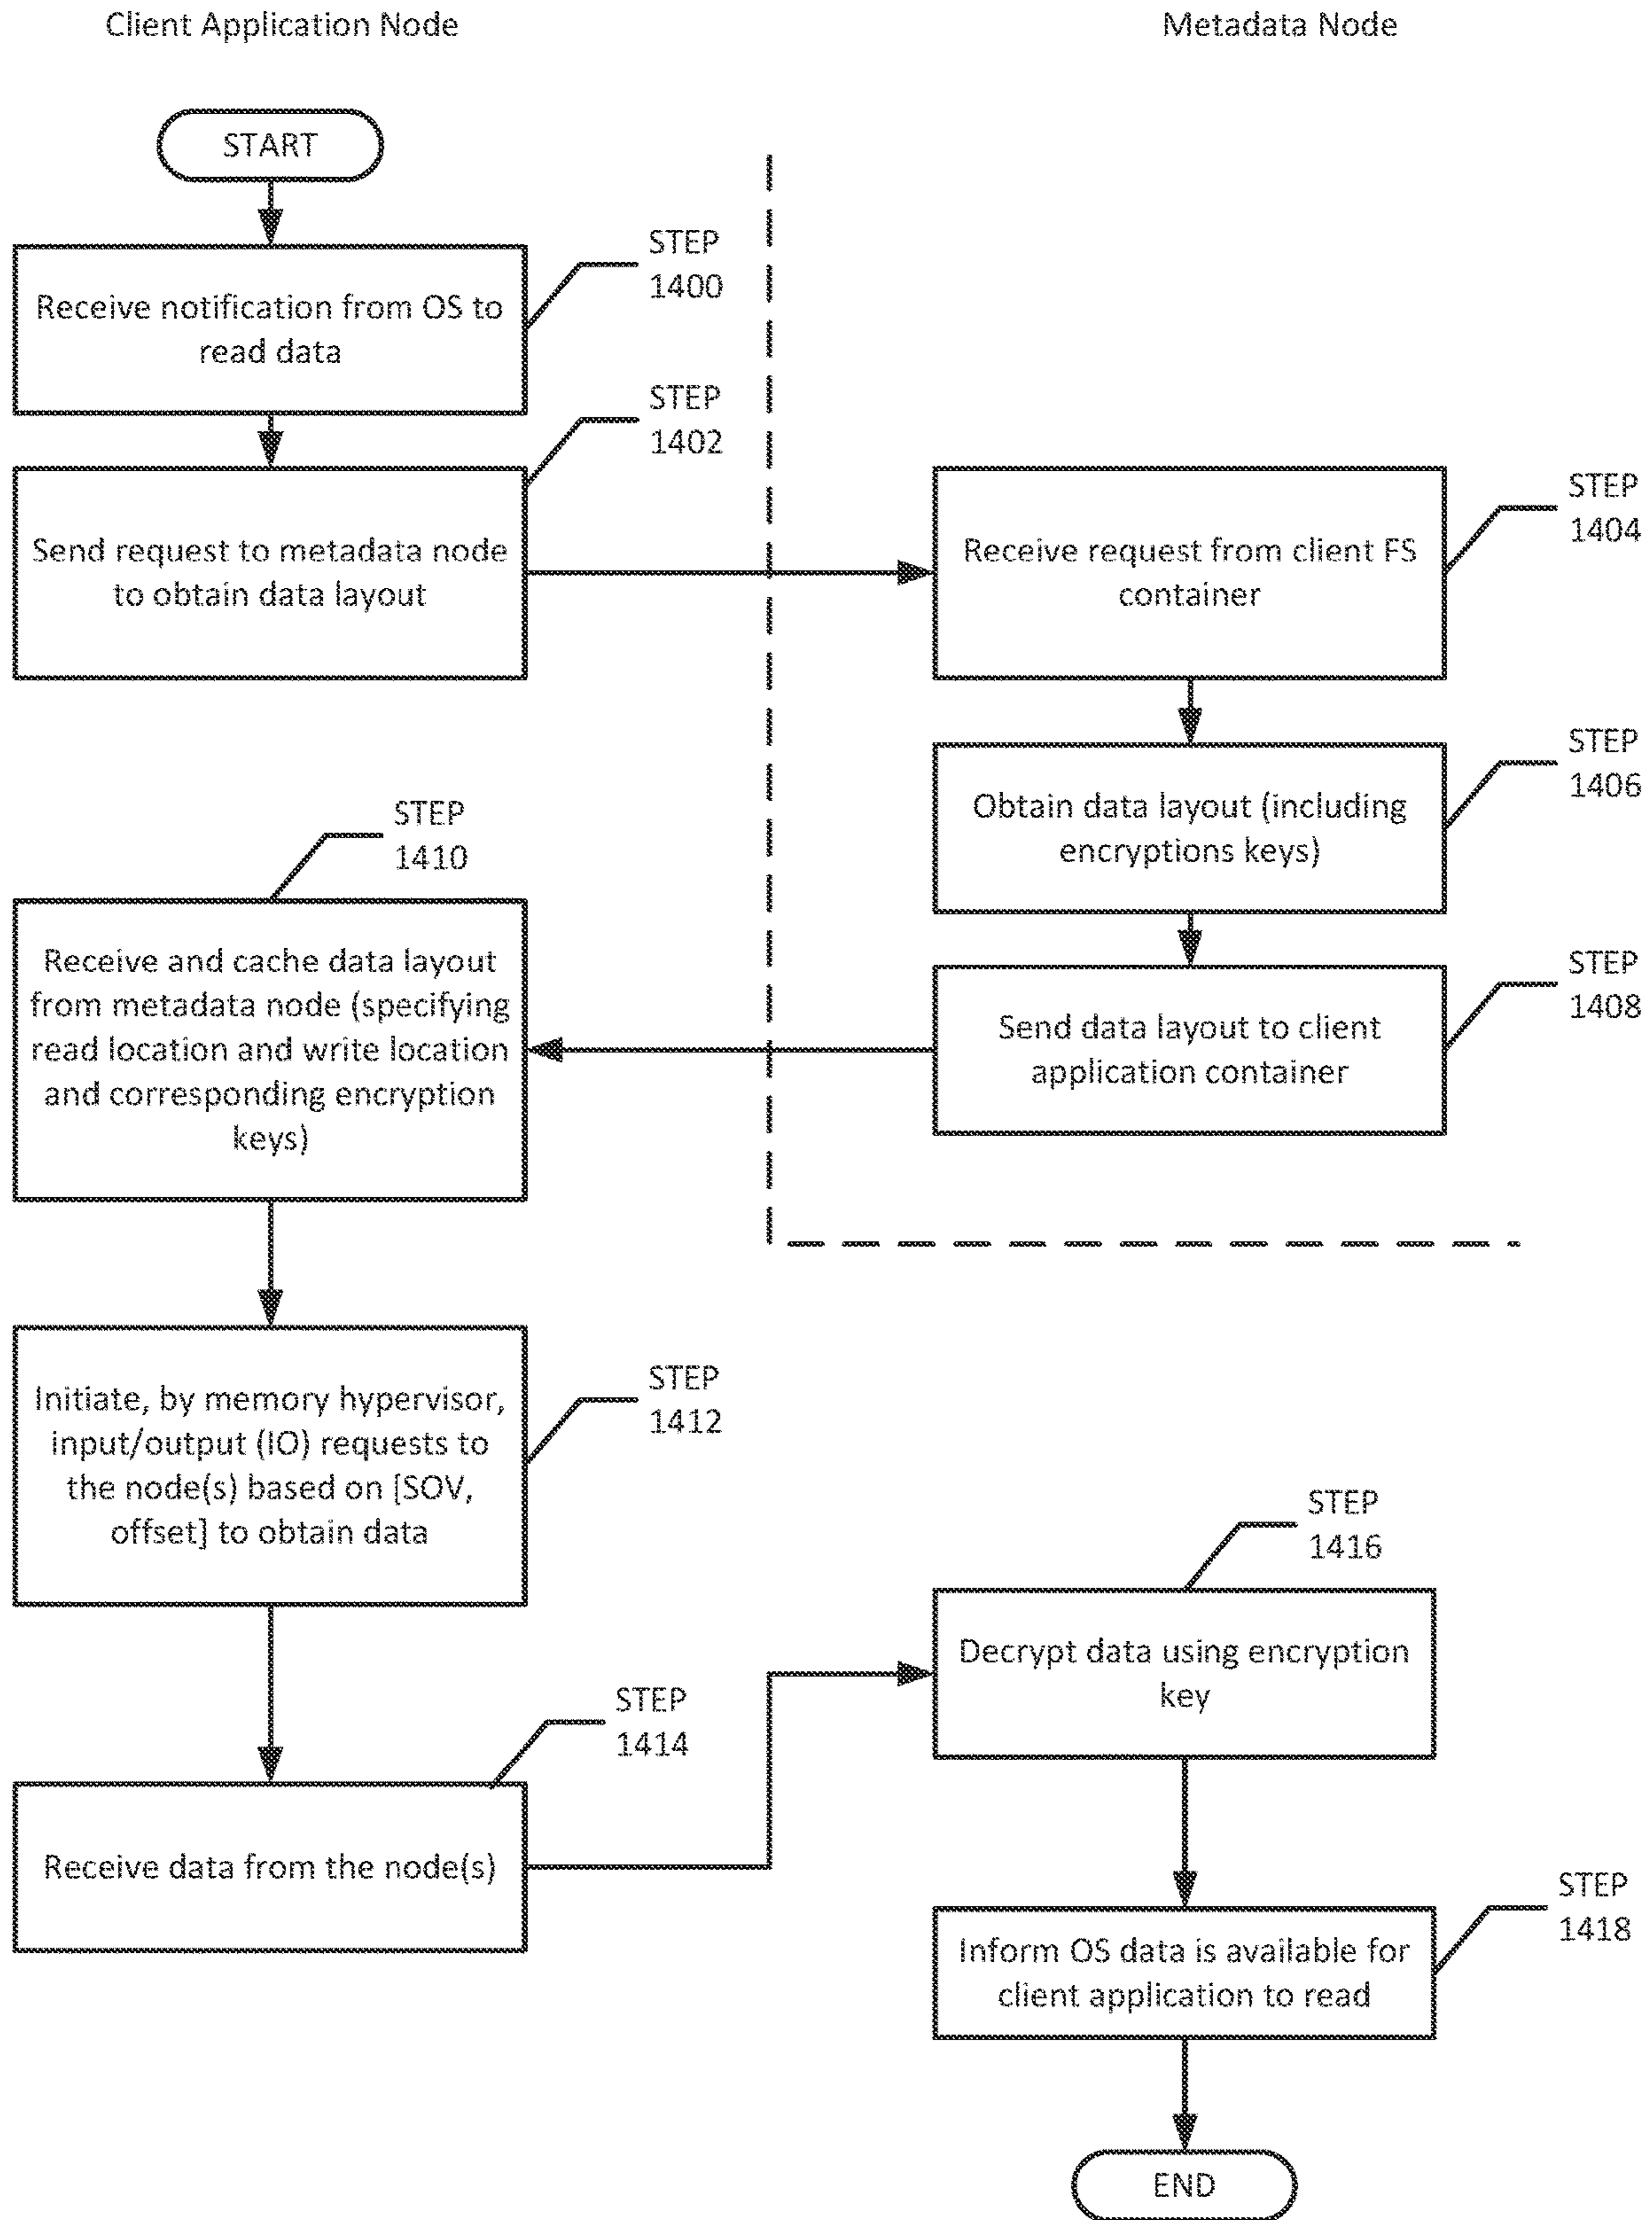 Client Application Node
Metadata Node
START
STEP
1400
Receive notification from OS to
read data
STEP
1402
Send request to metadata node
to obtain data layout
STEP
1404
Receive request from client FS
container
STEP
1406
Obtain data layout (including
encryptions keys)
STEP
1408
Send data layout to client
application container
STEP
1410
Receive and cache data layout
from metadata node (specifying
read location and write location
and corresponding encryption
keys)
STEP
1412
Initiate, by memory hypervisor,
input/output (IO) requests to
the node(s) based on [SOV,
offset] to obtain data
STEP
1414
Receive data from the node(s)
STEP
1416
Decrypt data using encryption
key
STEP
1418
Inform OS data is available for
client application to read
END